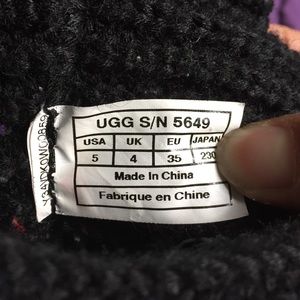 UGG S/N 5649
USA UK EU JAPAN
5 4 35 230
Made In China
Fabrique en Chine